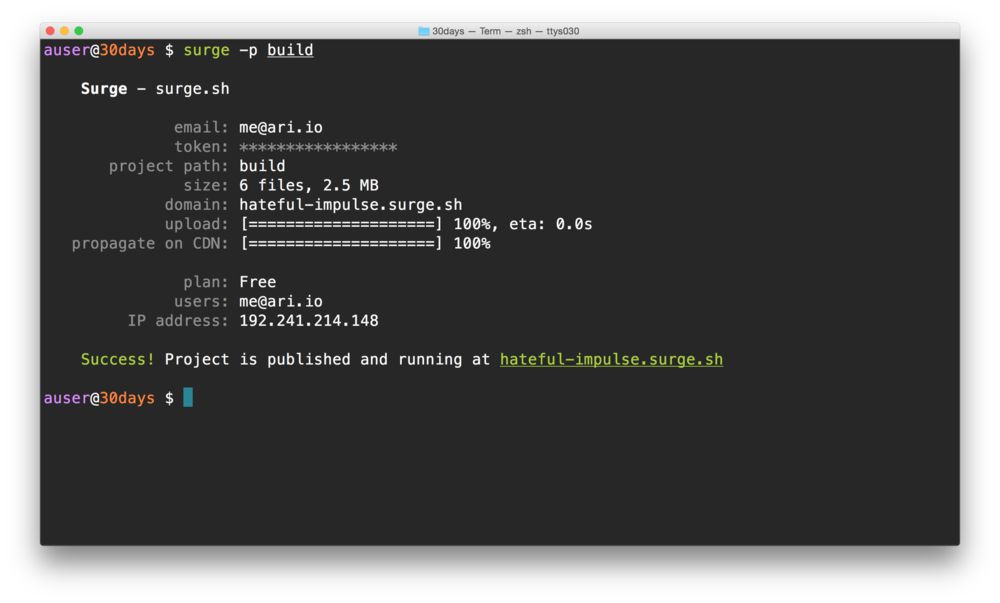 30days — Term — zsh — ttys030
auser@30days $ surge -p build
Surge - surge.sh
email: me@ari.io
token: *****************
project path: build
size: 6 files, 2.5 MB
domain: hateful-impulse.surge.sh
upload: [====================] 100%, eta: 0.0s
propagate on CDN: [====================] 100%
plan: Free
users: me@ari.io
IP address: 192.241.214.148
Success! Project is published and running at hateful-impulse.surge.sh
auser@30days $